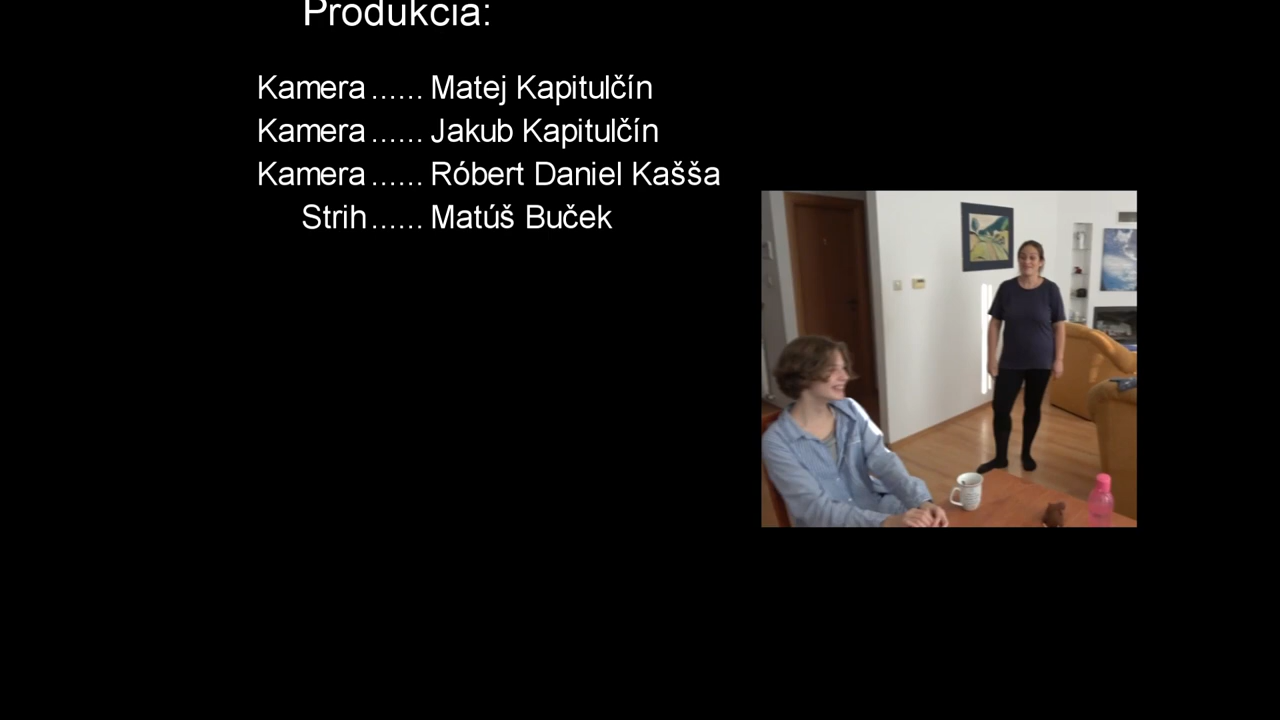 Produkcia:
Kamera...... Matej Kapitulčín
Kamera...... Jakub Kapitulčín
Kamera...... Róbert Daniel Kašša
Strih...... Matúš Buček